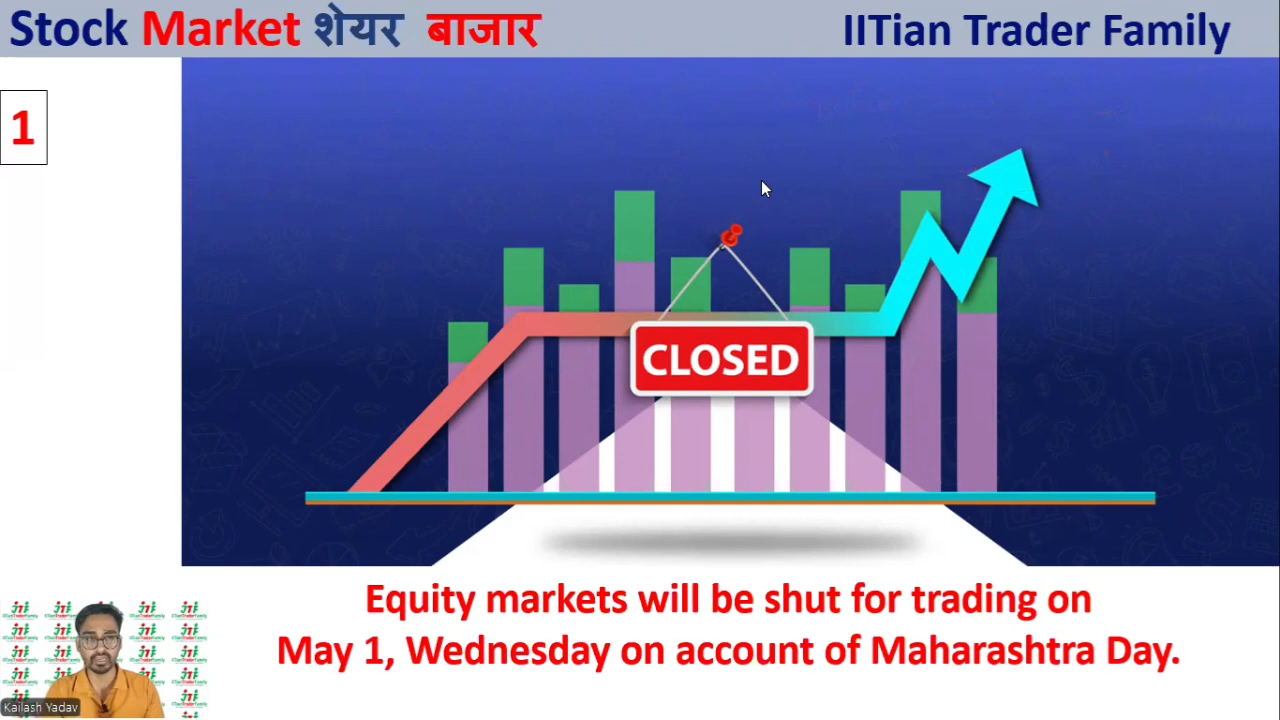 Stock Market शेयर बाजार
IITian Trader Family
1
CLOSED
Equity markets will be shut for trading on
May 1, Wednesday on account of Maharashtra Day.
Kailash Yadav